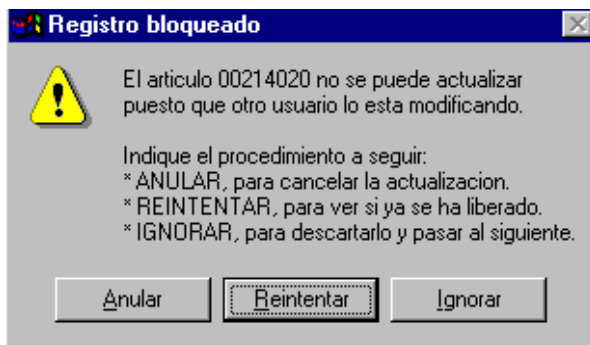 Registro bloqueado
El articulo 00214020 no se puede actualizar
puesto que otro usuario lo esta modificando.
Indique el procedimiento a seguir:
* ANULAR, para cancelar la actualizacion.
* REINTENTAR, para ver si ya se ha liberado.
* IGNORAR, para descartarlo y pasar al siguiente.
Anular Reintentar Ignorar